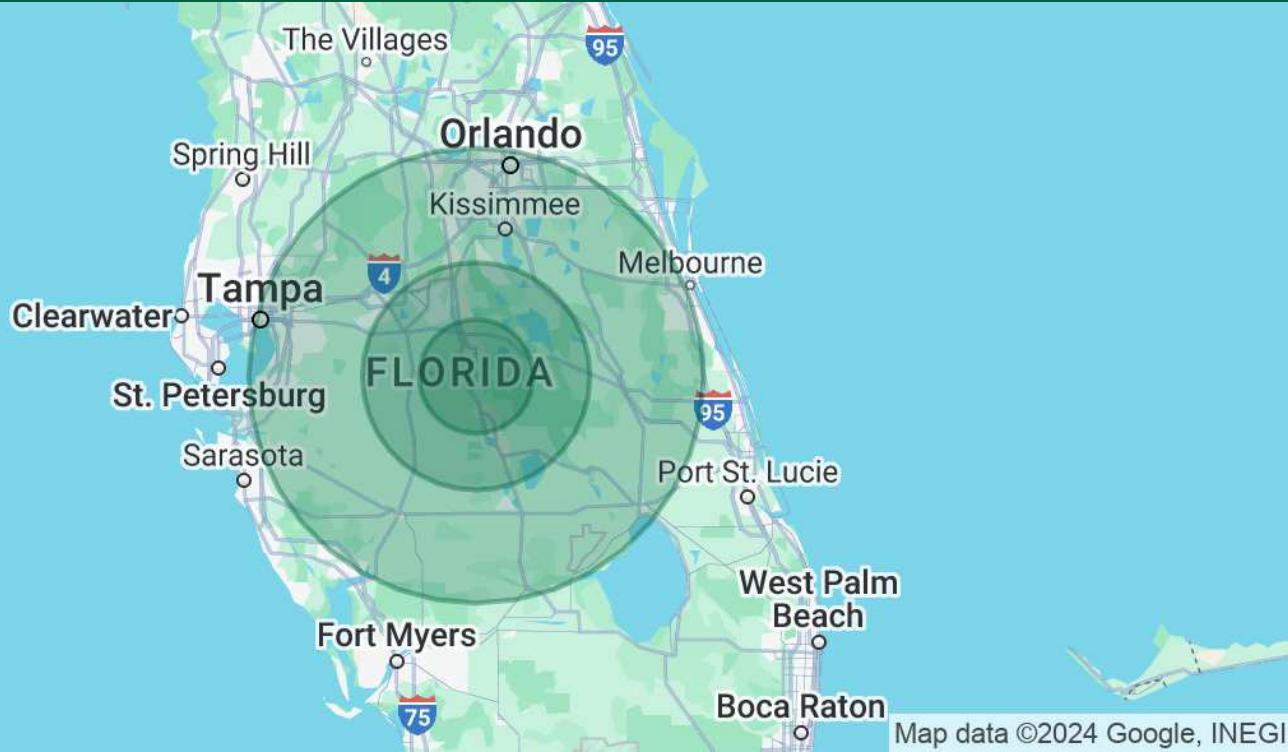 The Villages
95
Orlando
Spring Hill
Kissimmee
4
Melbourne
Tampa
Clearwater
FLORIDA
St. Petersburg
95
Sarasota
Port St. Lucie
West Palm
Beach
Fort Myers
75
Boca Raton
Map data ©2024 Google, INEGI